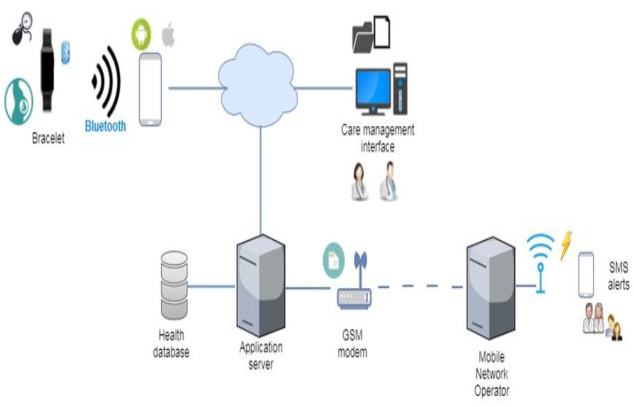 Bracelet
Bluetooth
Care management
interface
Health
database
Application
server
GSM
modem
Mobile
Network
Operator
SMS
alerts